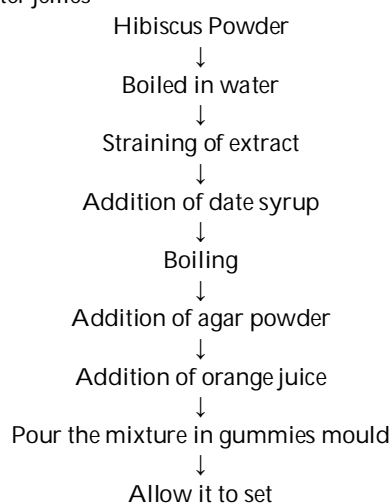 Hibiscus Powder
↓
Boiled in water
↓
Straining of extract
↓
Addition of date syrup
↓
Boiling
↓
Addition of agar powder
↓
Addition of orange juice
↓
Pour the mixture in gummies mould
↓
Allow it to set